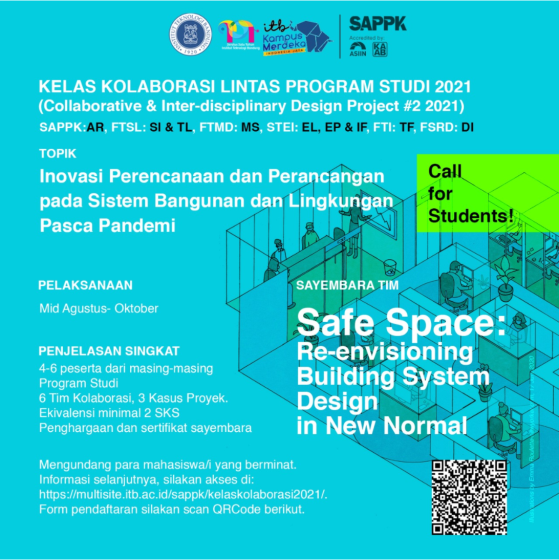 itb is
Kampus
Merdeka
SAPPK
Accredited by
ASIIN
KAAB
KELAS KOLABORASI LINTAS PROGRAM STUDI 2021
(Collaborative & Inter-disciplinary Design Project #2 2021)
SAPPK:AR, FTSL: SI & TL, FTMD: MS, STEI: EL, EP & IF, FTI: TF, FSRD: DI
TOPIK
Inovasi Perencanaan dan Perancangan
pada Sistem Bangunan dan Lingkungan
Pasca Pandemi
Call
for
Students!
PELAKSANAAN
Mid Agustus- Oktober
PENJELASAN SINGKAT
4-6 peserta dari masing-masing
Program Studi
6 Tim Kolaborasi, 3 Kasus Proyek.
Ekivalensi minimal 2 SKS
Penghargaan dan sertifikat sayembara
SAYEMBARA TIM
Safe Space:
Re-envisioning
Building System
Design
in New Normal
Mengundang para mahasiswa/i yang berminat.
Informasi selanjutnya, silakan akses di:
https://multisite.itb.ac.id/sappk/kelaskolaborasi2021/.
Form pendaftaran silakan scan QRCode berikut.